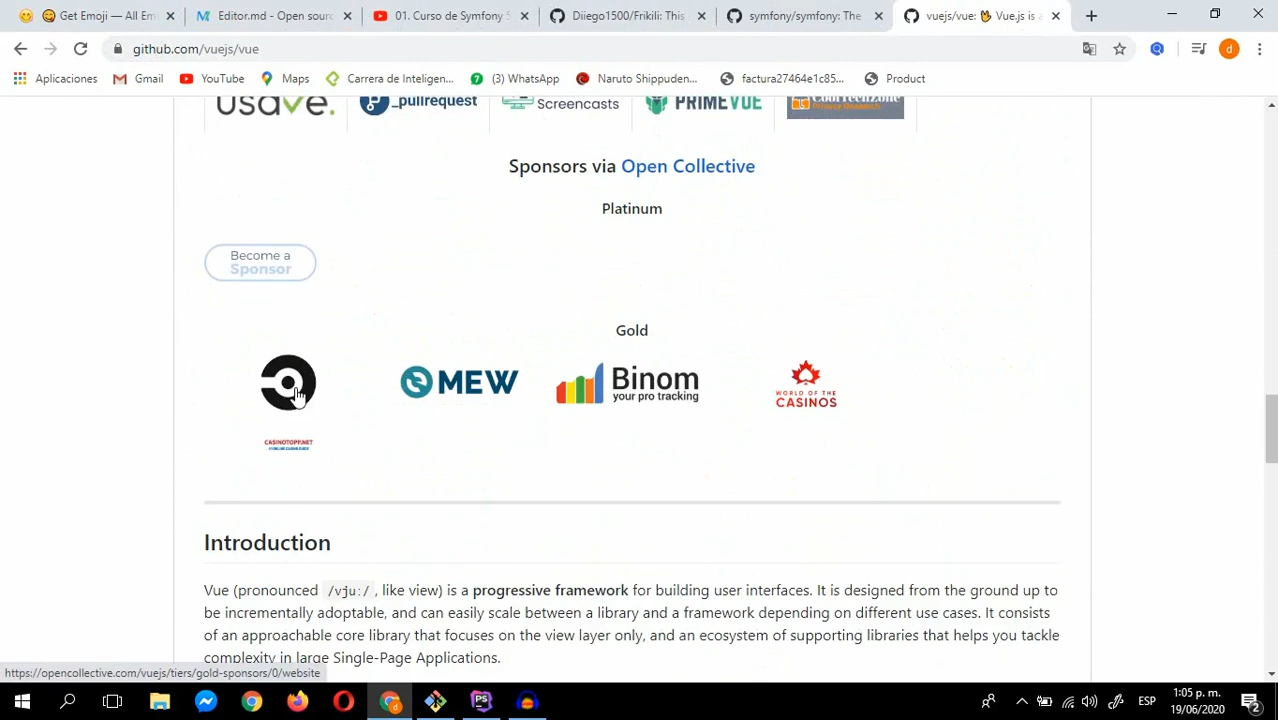 😋 Get Emoji — All Em
Editor.md - Open sourc
01. Curso de Symfony 5
Diiego1500/Frikili: This
symfony/symfony: The
vuejs/vue: 🖖 Vue.js is a
github.com/vuejs/vue
d
Aplicaciones
Gmail
YouTube
Maps
Carrera de Inteligen...
(3) WhatsApp
Naruto Shippuden...
factura27464e1c85...
Product
usave.
_pullrequest
Screencasts
PRIMEVUE
Sponsors via Open Collective
Platinum
Become a
Sponsor
Gold
MEW
Binom
your pro tracking
WORLD OF THE
CASINOS
CASINOTOPP.NET
Introduction
Vue (pronounced /vjuː/, like view) is a progressive framework for building user interfaces. It is designed from the ground up to
be incrementally adoptable, and can easily scale between a library and a framework depending on different use cases. It consists
of an approachable core library that focuses on the view layer only, and an ecosystem of supporting libraries that helps you tackle
complexity in large Single-Page Applications.
https://opencollective.com/vuejs/tiers/gold-sponsors/0/website
PS
ESP
1:05 p. m.
19/06/2020
2